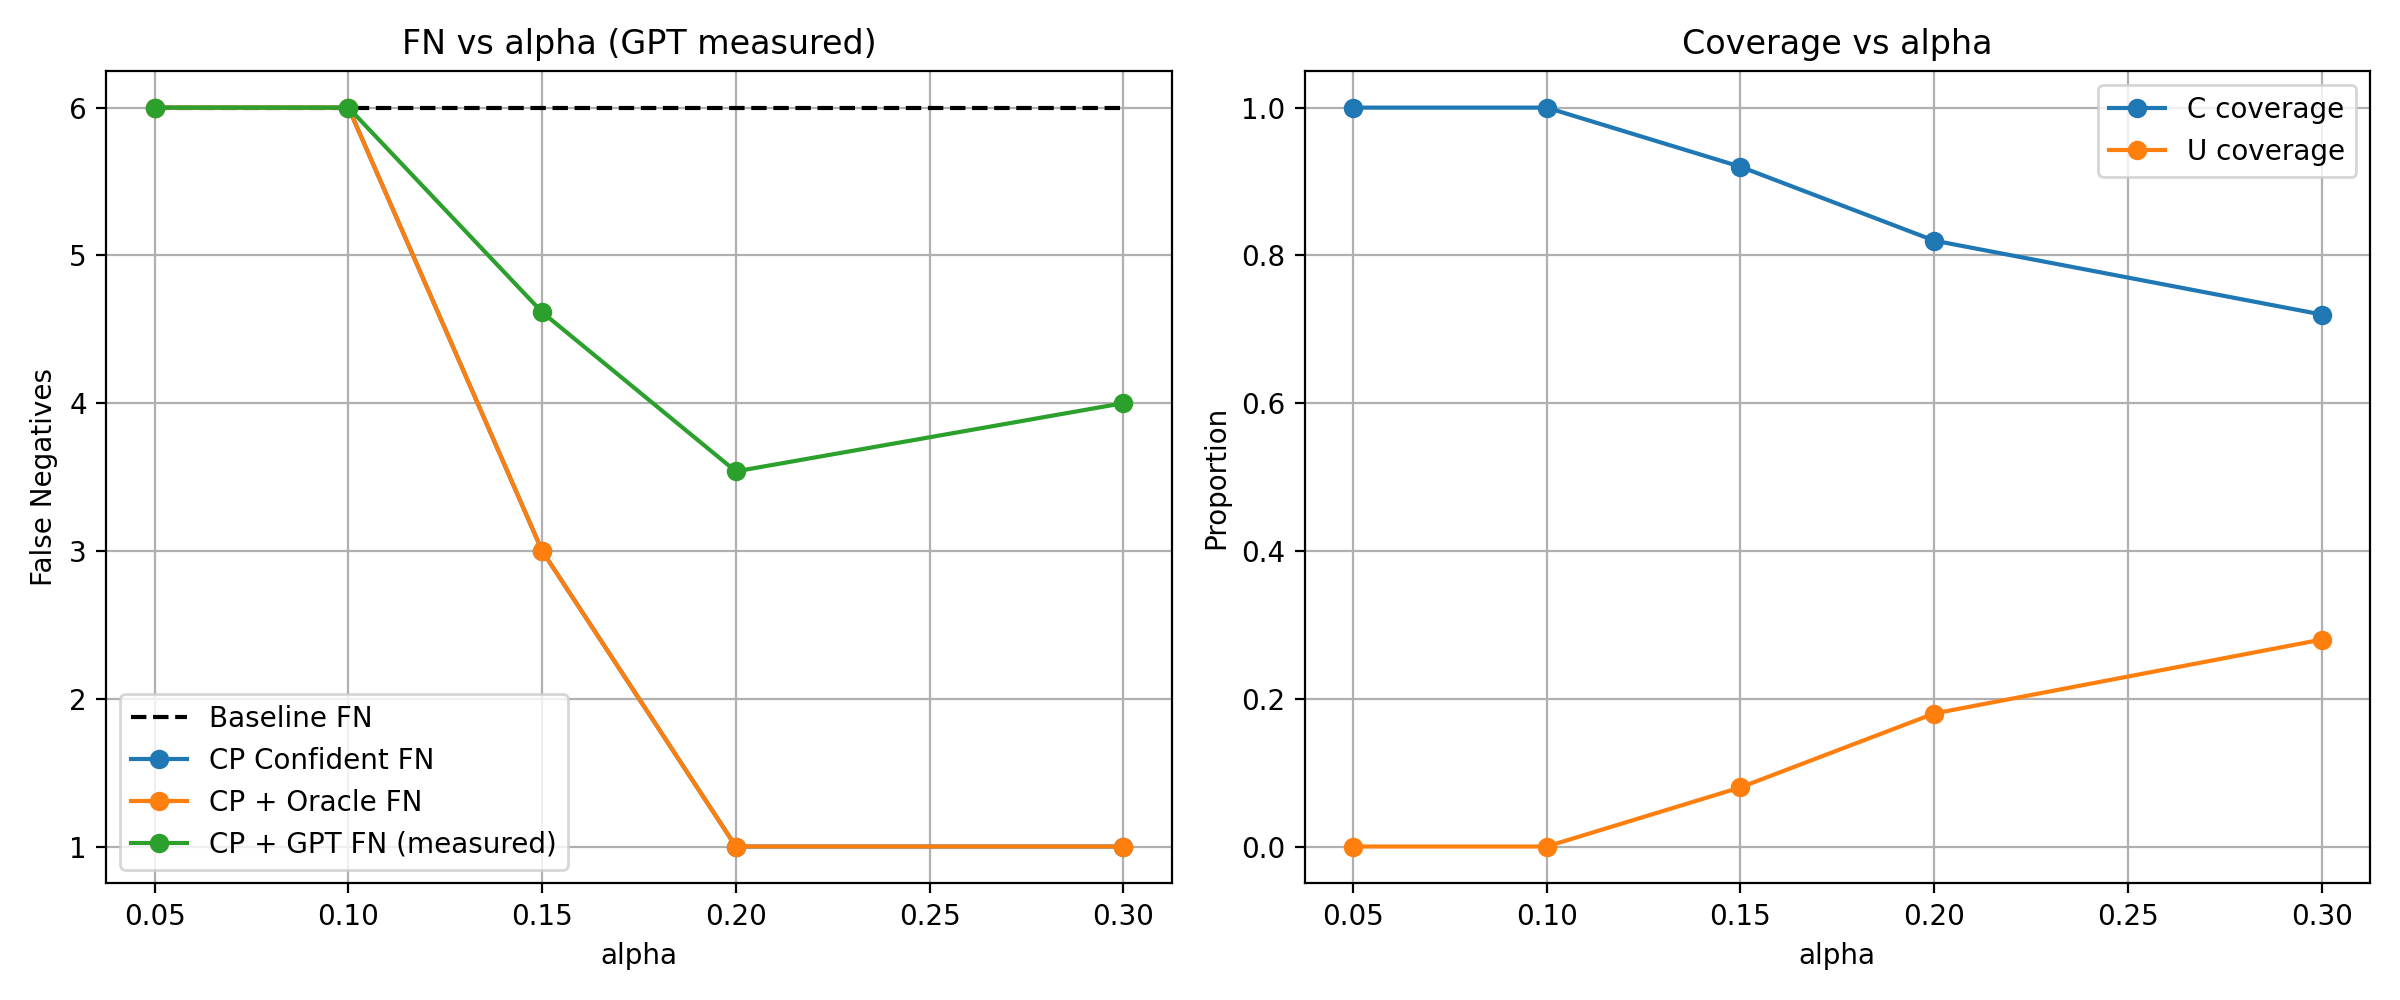 FN vs alpha (GPT measured)
False Negatives
6
5
4
3
2
1
Baseline FN
CP Confident FN
CP + Oracle FN
CP + GPT FN (measured)
0.05 0.10 0.15 0.20 0.25 0.30
alpha
Coverage vs alpha
Proportion
1.0
0.8
0.6
0.4
0.2
0.0
C coverage
U coverage
0.05 0.10 0.15 0.20 0.25 0.30
alpha